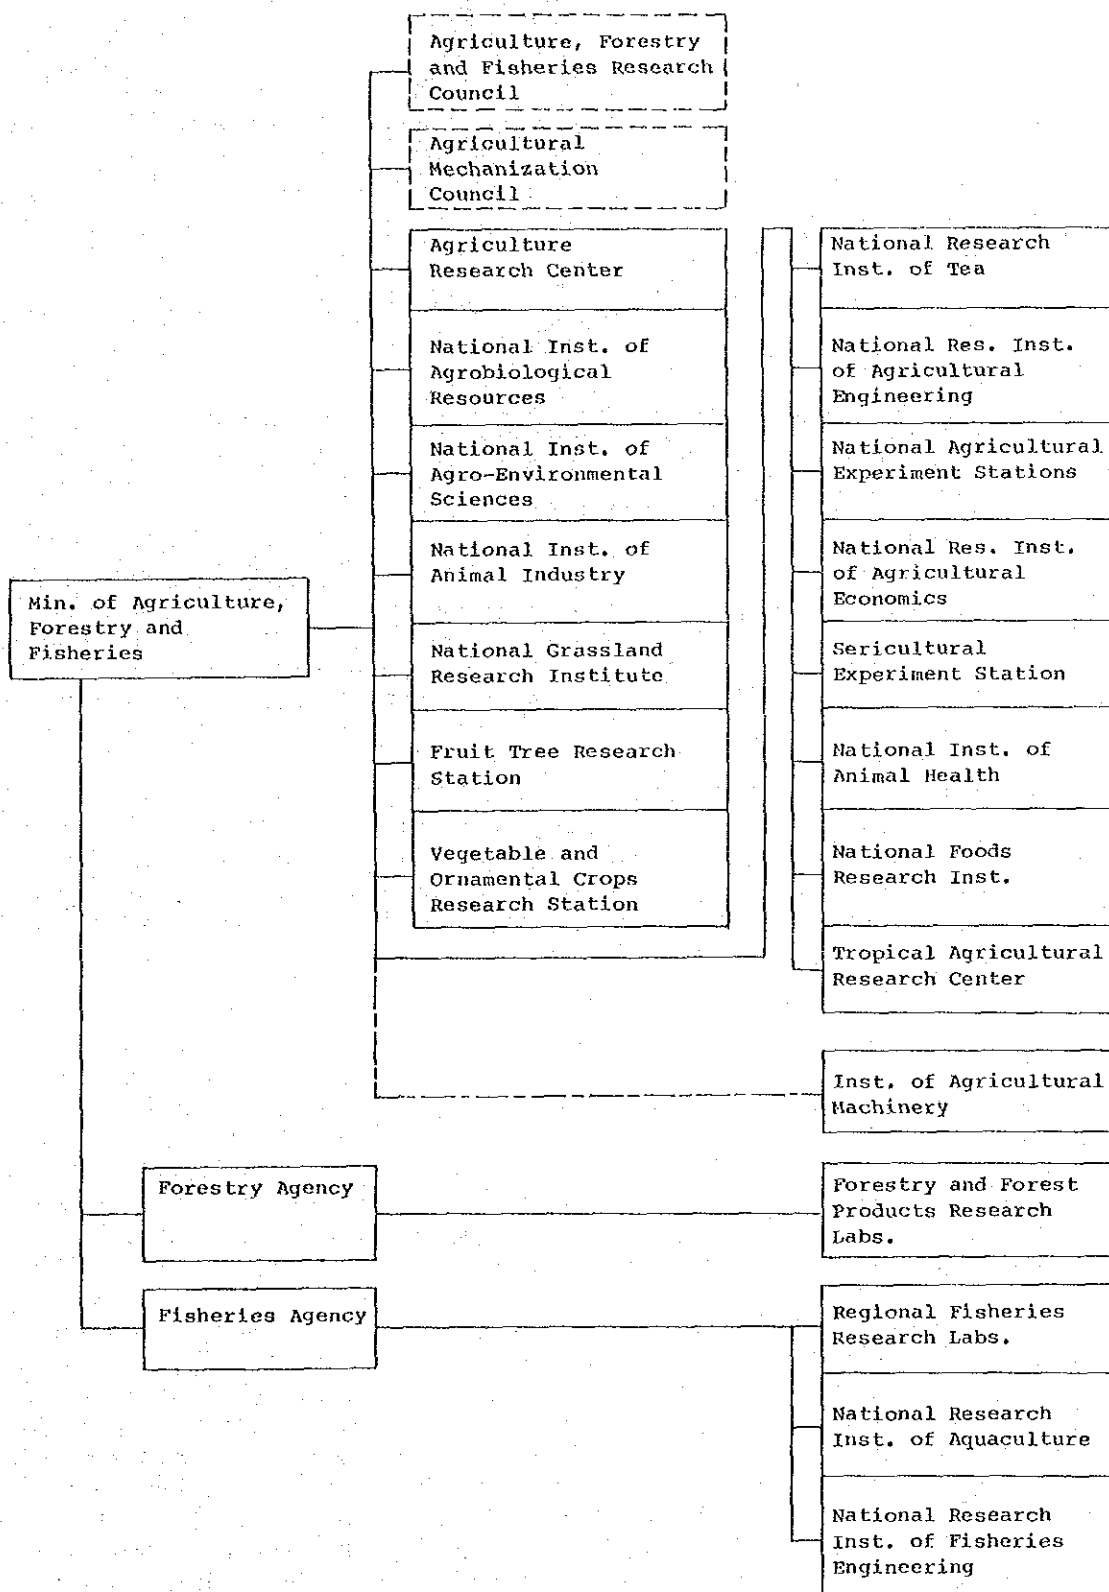 Agriculture, Forestry
and Fisheries Research
Council
Agricultural
Mechanization
Council
Agriculture
Research Center
National Inst. of
Agrobiological
Resources
National Inst. of
Agro-Environmental
Sciences
National Inst. of
Animal Industry
National Grassland
Research Institute
Fruit Tree Research
Station
Vegetable and
Ornamental Crops
Research Station
National Research
Inst. of Tea
National Res. Inst.
of Agricultural
Engineering
National Agricultural
Experiment Stations
National Res. Inst.
of Agricultural
Economics
Sericultural
Experiment Station
National Inst. of
Animal Health
National Foods
Research Inst.
Tropical Agricultural
Research Center
Inst. of Agricultural
Machinery
Min. of Agriculture,
Forestry and
Fisheries
Forestry Agency
Forestry and Forest
Products Research
Labs.
Fisheries Agency
Regional Fisheries
Research Labs.
National Research
Inst. of Aquaculture
National Research
Inst. of Fisheries
Engineering